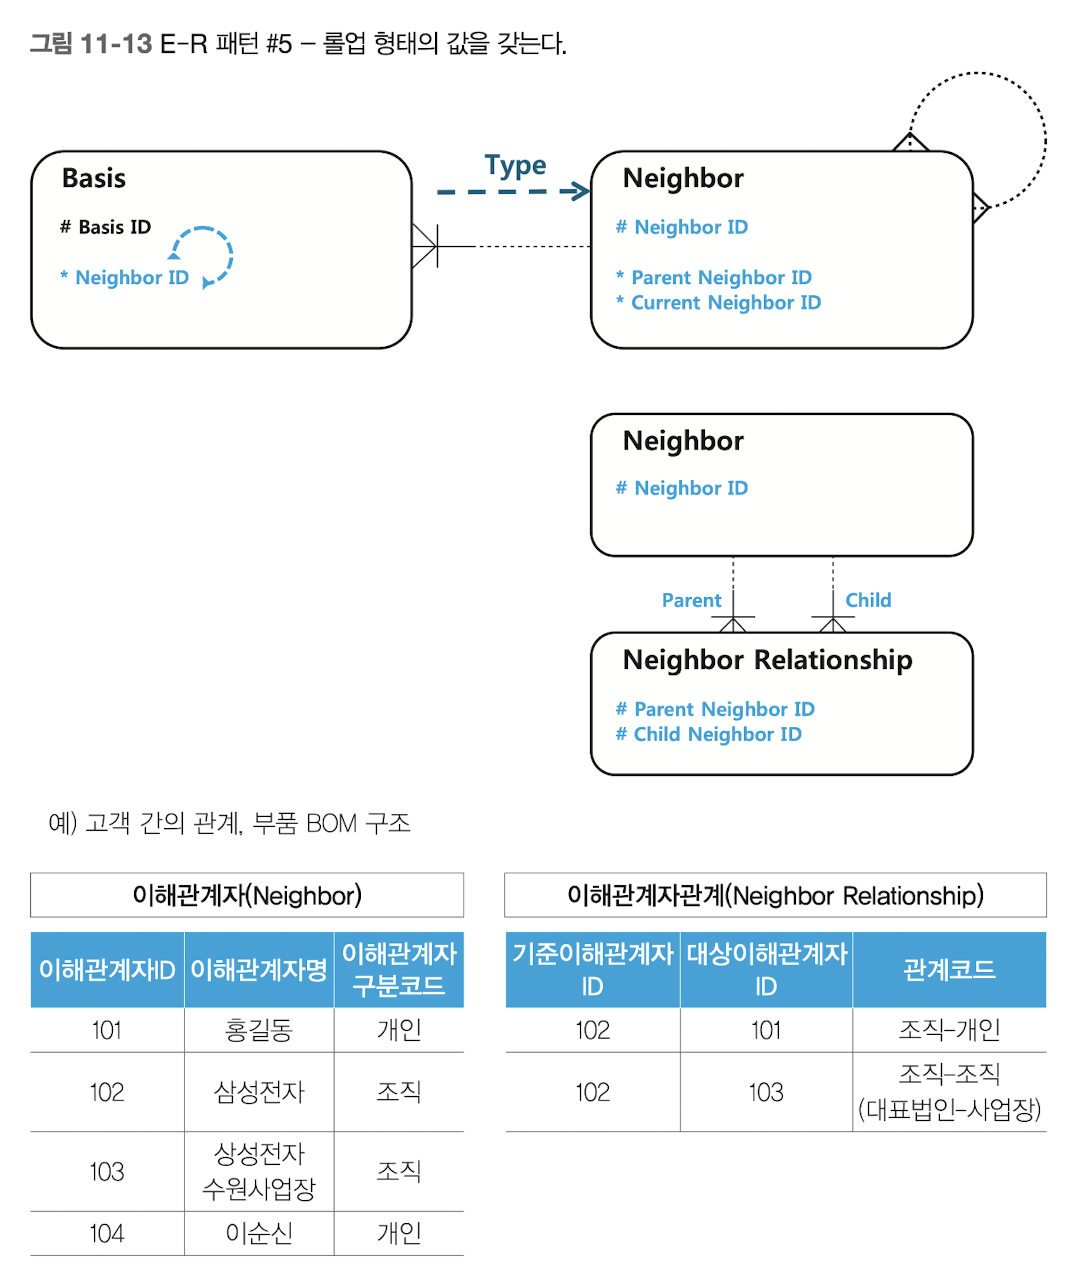 그림 11-13 E-R 패턴 #5 – 롤업 형태의 값을 갖는다.
Type
Basis
# Basis ID
* Neighbor ID
Neighbor
# Neighbor ID
* Parent Neighbor ID
* Current Neighbor ID
Neighbor
# Neighbor ID
Parent
Child
Neighbor Relationship
# Parent Neighbor ID
# Child Neighbor ID
예) 고객 간의 관계, 부품 BOM 구조
이해관계자(Neighbor)
이해관계자ID 이해관계자명 이해관계자
구분코드
101 홍길동 개인
102 삼성전자 조직
103 상성전자
수원사업장 조직
104 이순신 개인
이해관계자관계(Neighbor Relationship)
기준이해관계자
ID 대상이해관계자
ID 관계코드
102 101 조직-개인
102 103 조직-조직
(대표법인-사업장)